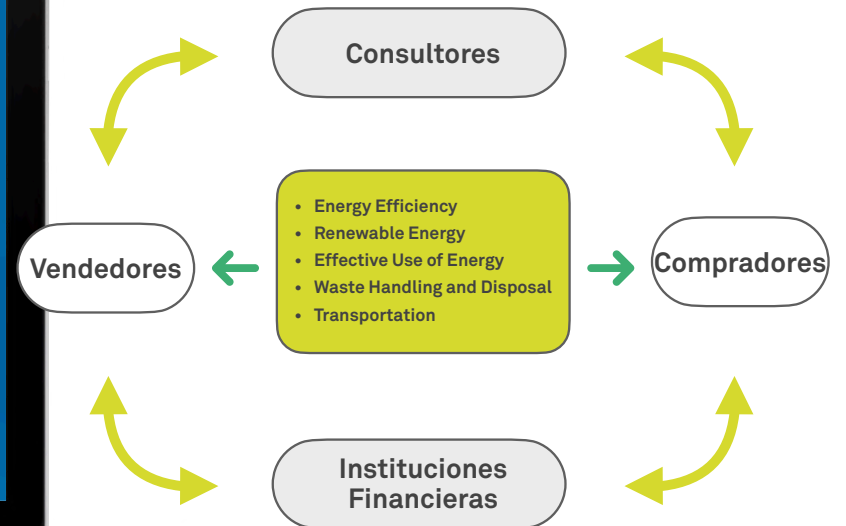 Consultores
• Energy Efficiency
• Renewable Energy
• Effective Use of Energy
• Waste Handling and Disposal
• Transportation
Vendedores
Compradores
Instituciones
Financieras